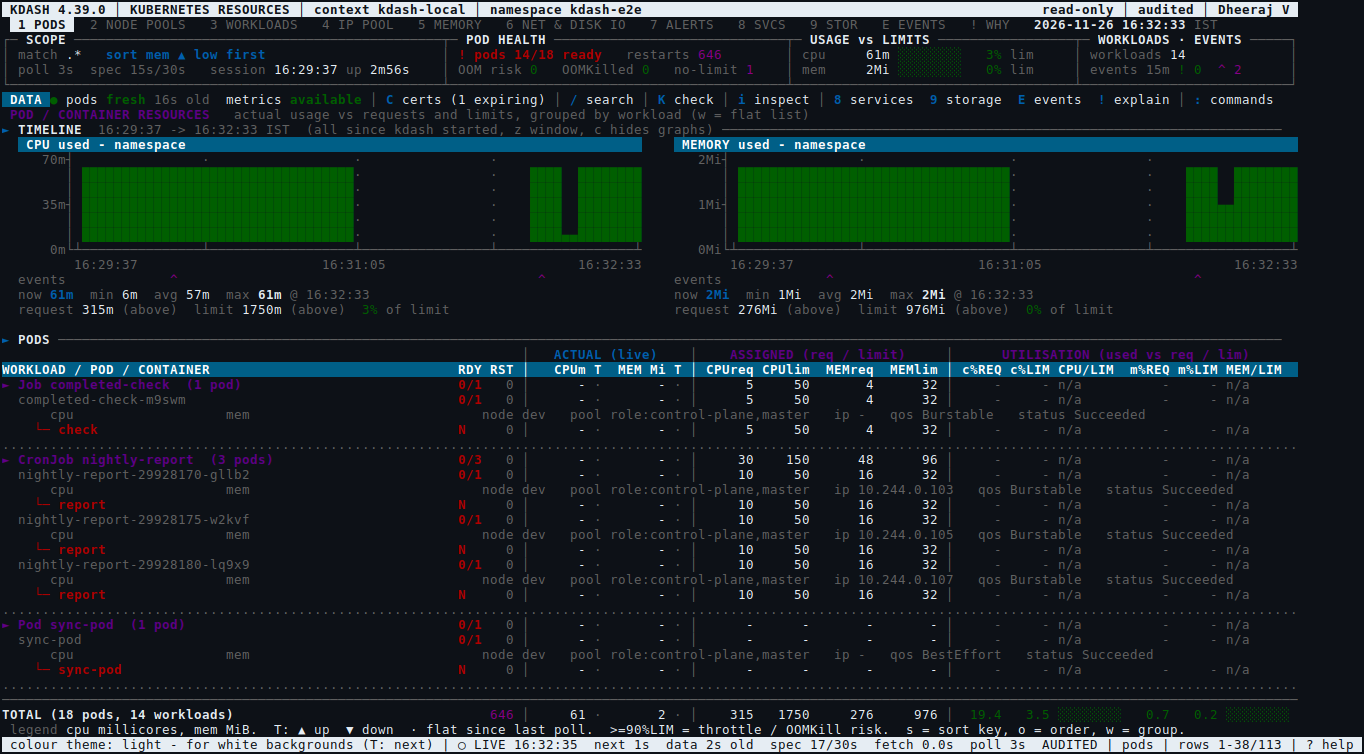 KDASH 4.39.0 │ KUBERNETES RESOURCES │ context kdash-local │ namespace kdash-e2e read-only │ audited │ Dheeraj V
1 PODS 2 NODE POOLS 3 WORKLOADS 4 IP POOL 5 MEMORY 6 NET & DISK IO 7 ALERTS 8 SVCS 9 STOR E EVENTS ! WHY 2026-11-26 16:32:33 IST
SCOPE POD HEALTH USAGE vs LIMITS WORKLOADS · EVENTS
match .* sort mem ▲ low first ! pods 14/18 ready restarts 646 cpu 61m 3% lim workloads 14
poll 3s spec 15s/30s session 16:29:37 up 2m56s OOM risk 0 OOMKilled 0 no-limit 1 mem 2Mi 0% lim events 15m ! 0 ^ 2
DATA ● pods fresh 16s old metrics available │ C certs (1 expiring) │ / search │ K check │ i inspect │ 8 services 9 storage E events ! explain │ : commands
POD / CONTAINER RESOURCES actual usage vs requests and limits, grouped by workload (w = flat list)
► TIMELINE 16:29:37 -> 16:32:33 IST (all since kdash started, z window, c hides graphs)
CPU used - namespace MEMORY used - namespace
70m 2Mi
35m 1Mi
0m 0Mi
16:29:37 16:31:05 16:32:33 16:29:37 16:31:05 16:32:33
events ^ ^ events ^ ^
now 61m min 6m avg 57m max 61m @ 16:32:33 now 2Mi min 1Mi avg 2Mi max 2Mi @ 16:32:33
request 315m (above) limit 1750m (above) 3% of limit request 276Mi (above) limit 976Mi (above) 0% of limit
► PODS
│ ACTUAL (live) │ ASSIGNED (req / limit) │ UTILISATION (used vs req / lim)
WORKLOAD / POD / CONTAINER RDY RST │ CPUm T MEM Mi T │ CPUreq CPUlim MEMreq MEMlim │ c%REQ c%LIM CPU/LIM m%REQ m%LIM MEM/LIM
► Job completed-check (1 pod) 0/1 0 │ - · - · │ 5 50 4 32 │ - - n/a - - n/a
completed-check-m9swm 0/1 0 │ - · - · │ 5 50 4 32 │ - - n/a - - n/a
cpu mem node dev pool role:control-plane,master ip - qos Burstable status Succeeded
└─ check N 0 │ - · - · │ 5 50 4 32 │ - - n/a - - n/a
► CronJob nightly-report (3 pods) 0/3 0 │ - · - · │ 30 150 48 96 │ - - n/a - - n/a
nightly-report-29928170-gllb2 0/1 0 │ - · - · │ 10 50 16 32 │ - - n/a - - n/a
cpu mem node dev pool role:control-plane,master ip 10.244.0.103 qos Burstable status Succeeded
└─ report N 0 │ - · - · │ 10 50 16 32 │ - - n/a - - n/a
nightly-report-29928175-w2kvf 0/1 0 │ - · - · │ 10 50 16 32 │ - - n/a - - n/a
cpu mem node dev pool role:control-plane,master ip 10.244.0.105 qos Burstable status Succeeded
└─ report N 0 │ - · - · │ 10 50 16 32 │ - - n/a - - n/a
nightly-report-29928180-lq9x9 0/1 0 │ - · - · │ 10 50 16 32 │ - - n/a - - n/a
cpu mem node dev pool role:control-plane,master ip 10.244.0.107 qos Burstable status Succeeded
└─ report N 0 │ - · - · │ 10 50 16 32 │ - - n/a - - n/a
► Pod sync-pod (1 pod) 0/1 0 │ - · - · │ - - - - │ - - n/a - - n/a
sync-pod 0/1 0 │ - · - · │ - - - - │ - - n/a - - n/a
cpu mem node dev pool role:control-plane,master ip - qos BestEffort status Succeeded
└─ sync-pod N 0 │ - · - · │ - - - - │ - - n/a - - n/a
TOTAL (18 pods, 14 workloads) 646 │ 61 · 2 · │ 315 1750 276 976 │ 19.4 3.5 0.7 0.2
legend cpu millicores, mem MiB. T: ▲ up ▼ down · flat since last poll. >=90%LIM = throttle / OOMKill risk. s = sort key, o = order, w = group.
colour theme: light - for white backgrounds (T: next) │ ○ LIVE 16:32:35 next 1s data 2s old spec 17/30s fetch 0.0s poll 3s AUDITED │ pods │ rows 1-38/113 │ ? help